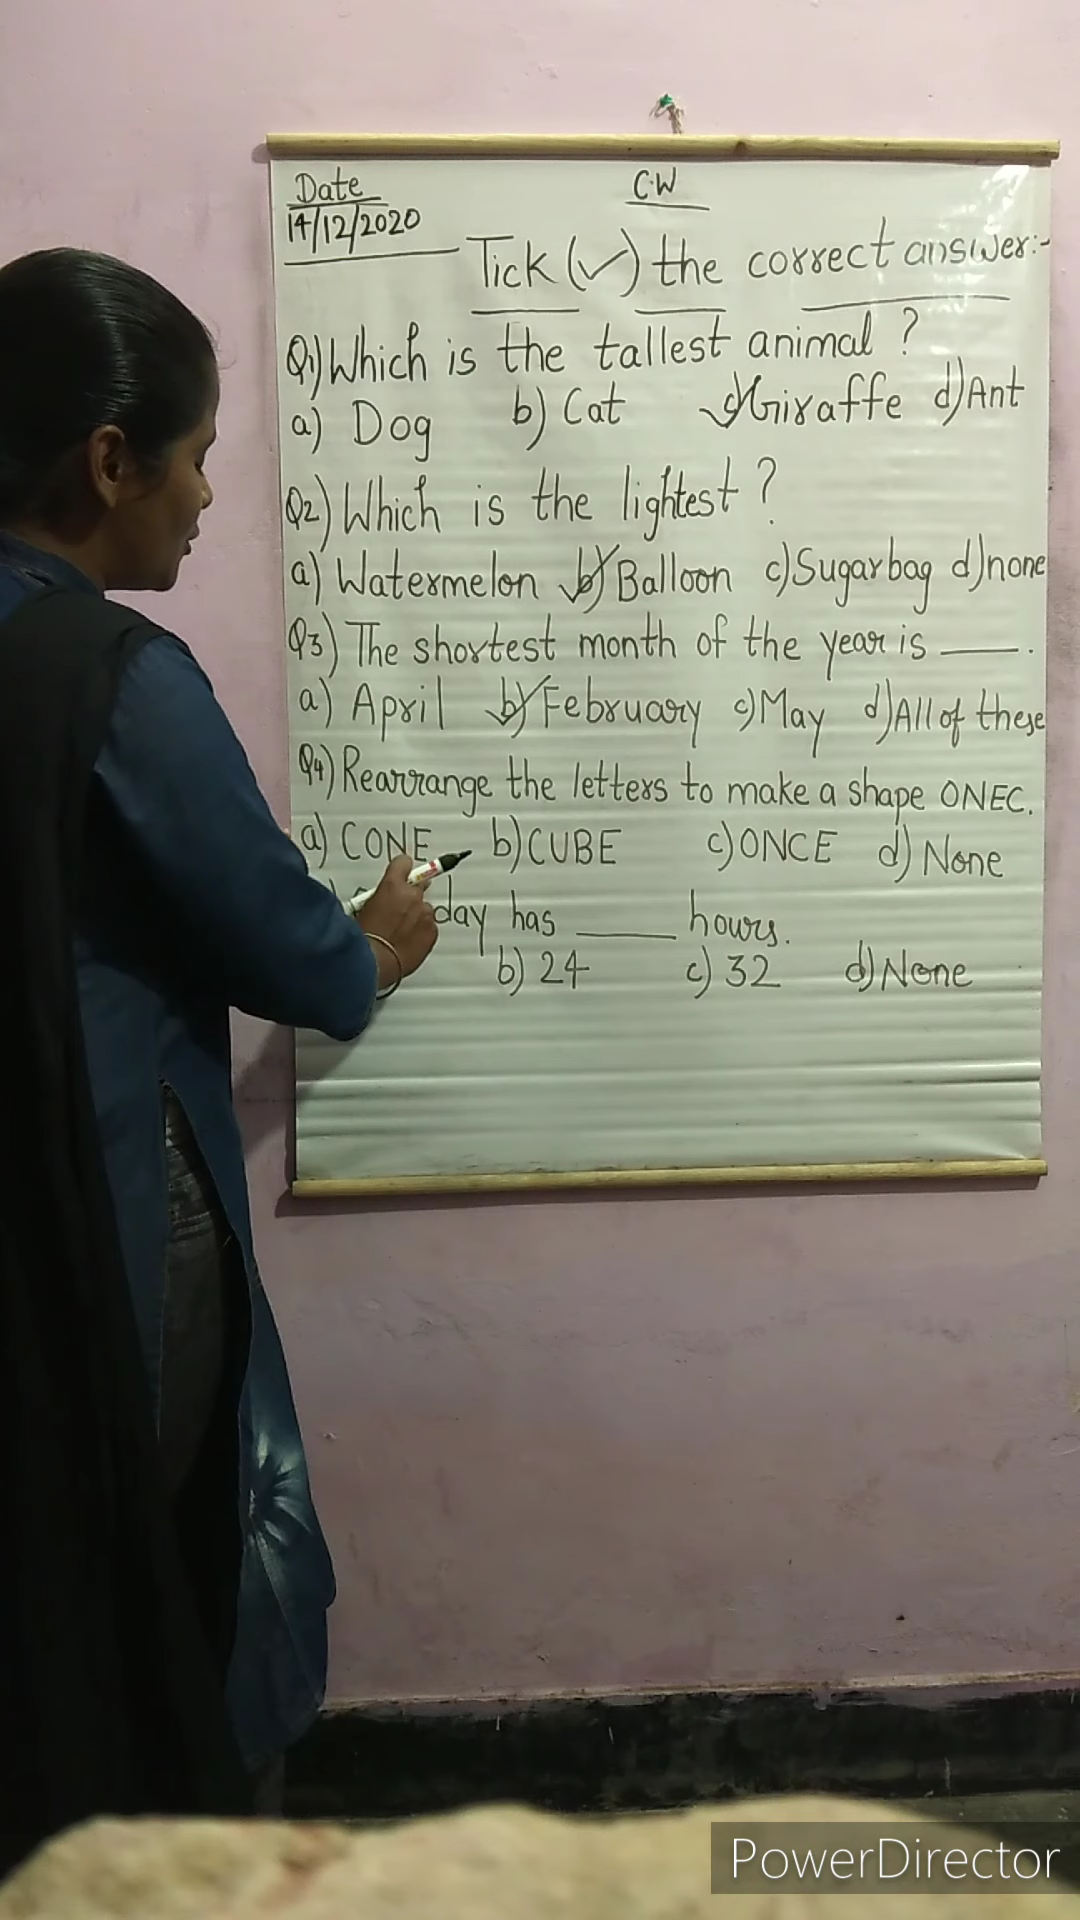 Date
14/12/2020
C.W
Tick (✓) the correct answer:-
Q1) Which is the tallest animal ?
a) Dog b) Cat c) Giraffe d) Ant
Q2) Which is the lightest ?
a) Watermelon b) Balloon c) Sugarbag d) none
Q3) The shortest month of the year is ____ .
a) April b) February c) May d) All of these
Q4) Rearrange the letters to make a shape ONEC.
a) CONE b) CUBE c) ONCE d) None
day has ____ hours.
b) 24 c) 32 d) None
PowerDirector